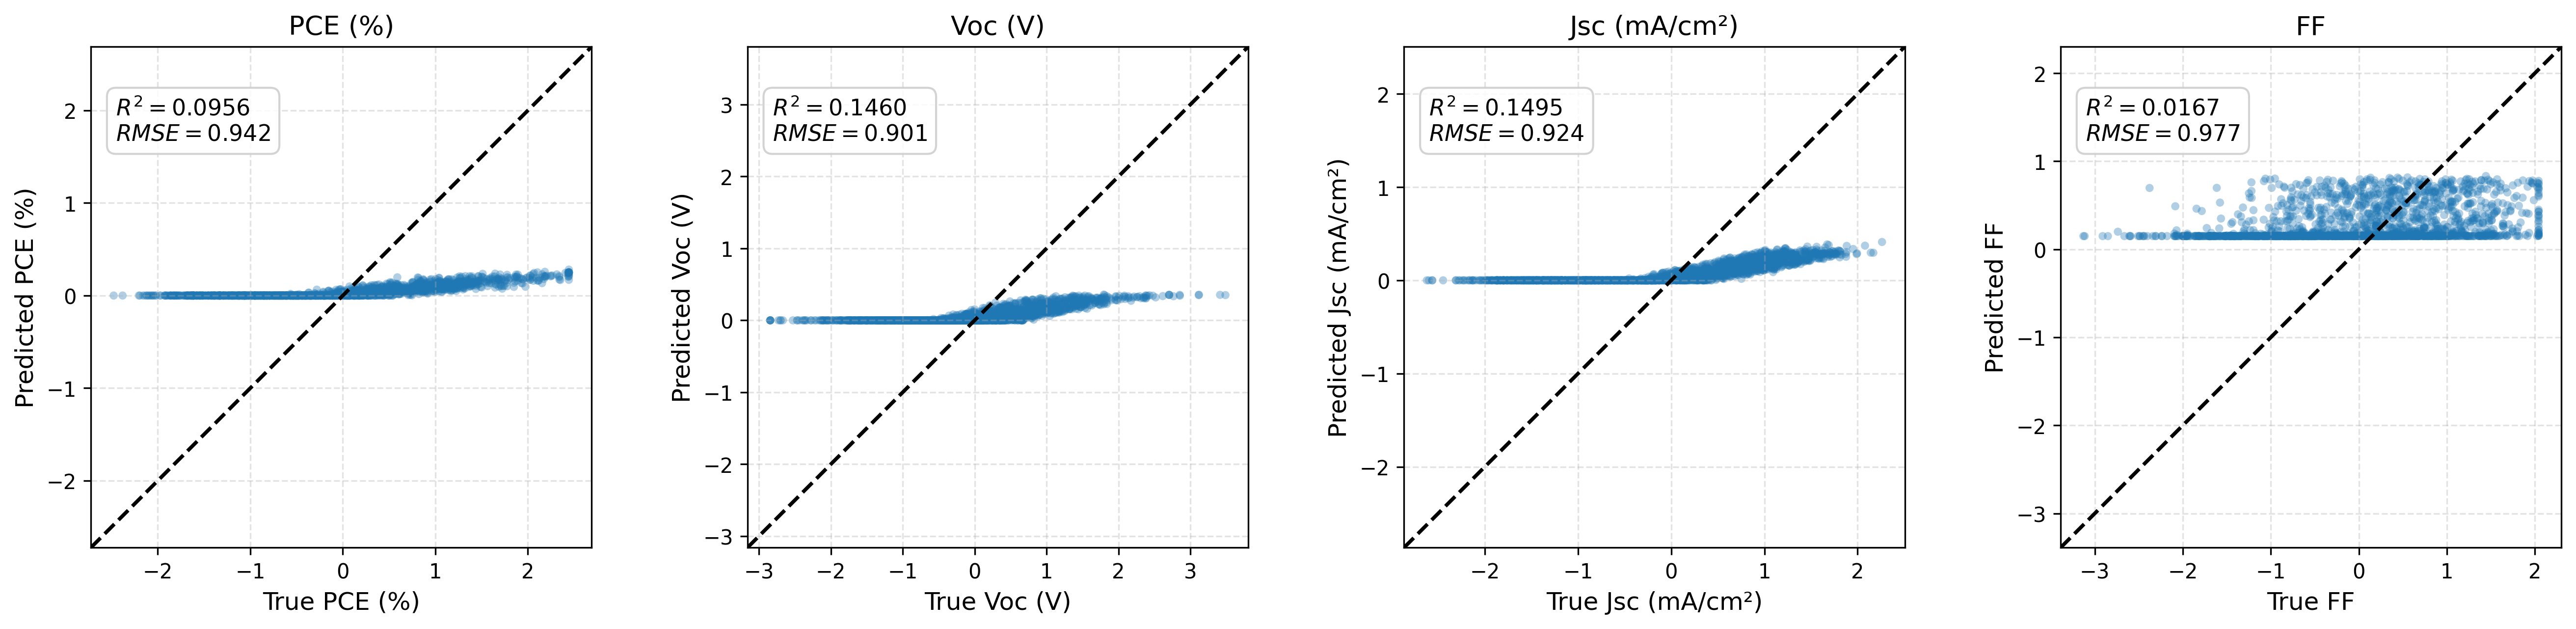 PCE (%)
R² = 0.0956
RMSE = 0.942
2
1
0
−1
−2
Predicted PCE (%)
−2 −1 0 1 2
True PCE (%)
Voc (V)
R² = 0.1460
RMSE = 0.901
3
2
1
0
−1
−2
−3
Predicted Voc (V)
−3 −2 −1 0 1 2 3
True Voc (V)
Jsc (mA/cm²)
R² = 0.1495
RMSE = 0.924
2
1
0
−1
−2
Predicted Jsc (mA/cm²)
−2 −1 0 1 2
True Jsc (mA/cm²)
FF
R² = 0.0167
RMSE = 0.977
2
1
0
−1
−2
−3
Predicted FF
−3 −2 −1 0 1 2
True FF